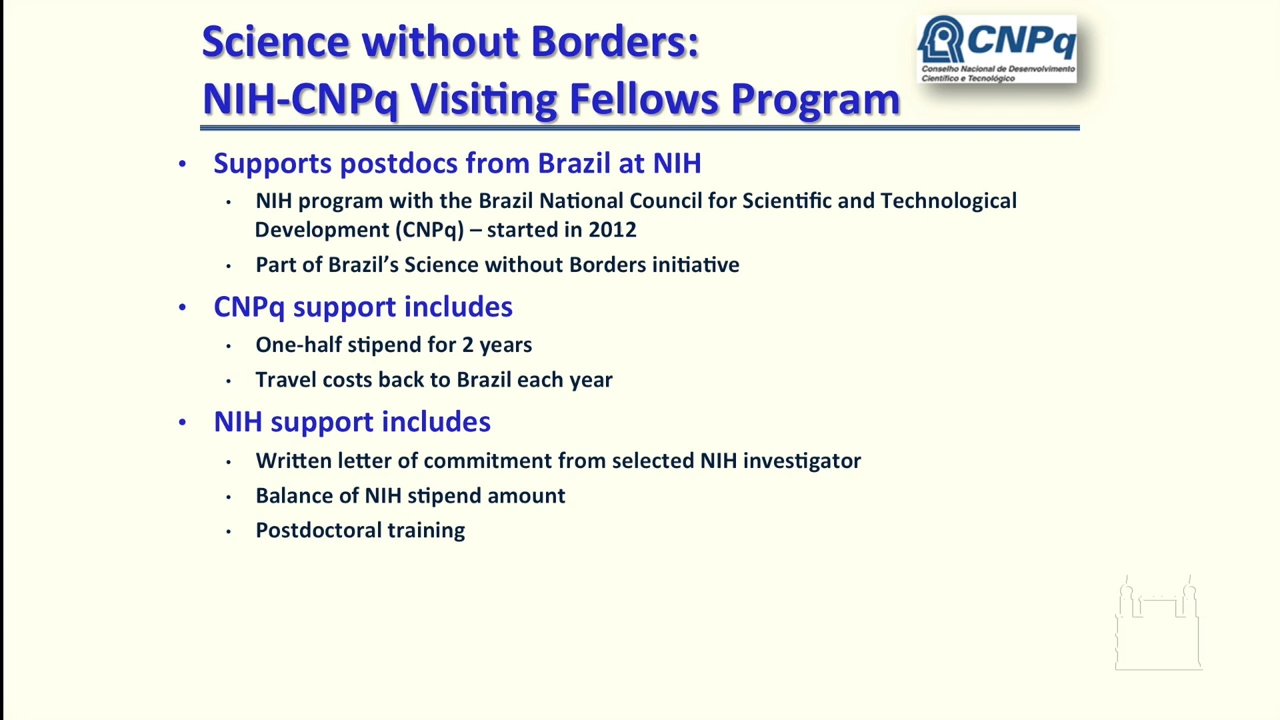 Science without Borders:
NIH-CNPq Visiting Fellows Program
CNPq
Conselho Nacional de Desenvolvimento
Científico e Tecnológico
• Supports postdocs from Brazil at NIH
• NIH program with the Brazil National Council for Scientific and Technological
Development (CNPq) – started in 2012
• Part of Brazil’s Science without Borders initiative
• CNPq support includes
• One-half stipend for 2 years
• Travel costs back to Brazil each year
• NIH support includes
• Written letter of commitment from selected NIH investigator
• Balance of NIH stipend amount
• Postdoctoral training